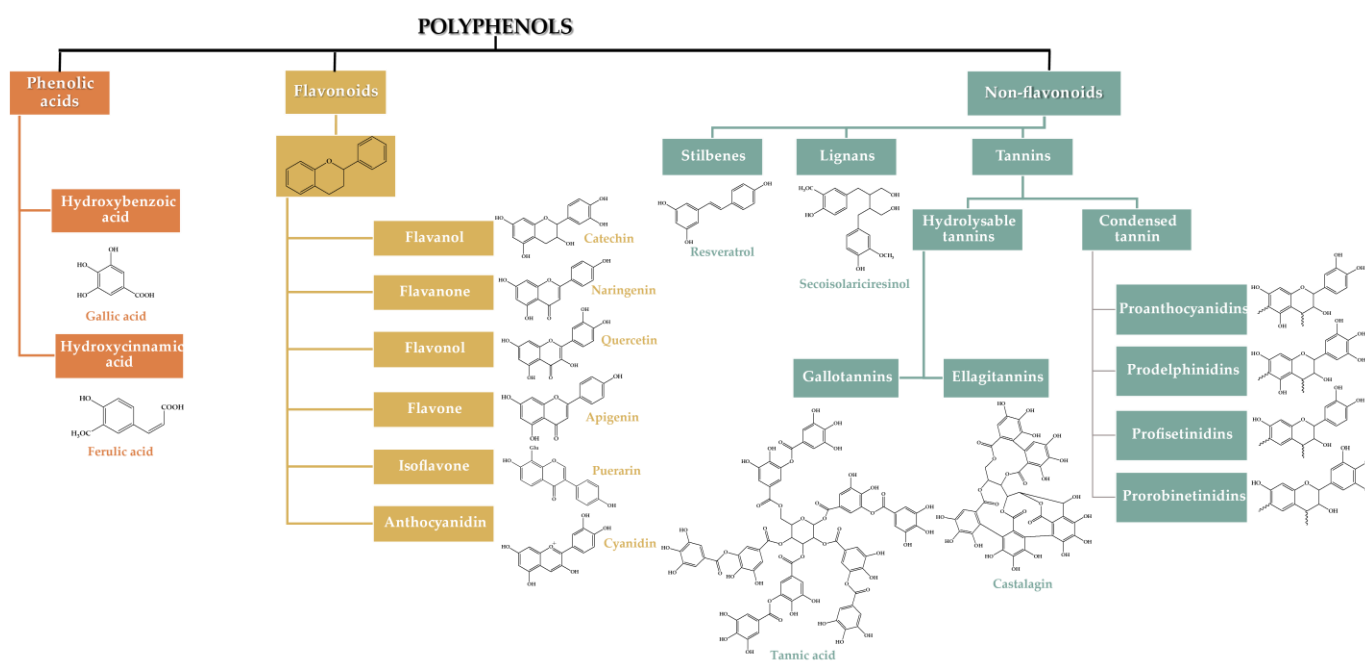 POLYPHENOLS
Phenolic
acids
Flavonoids
Non-flavonoids
Hydroxybenzoic
acid
Gallic acid
Hydroxycinnamic
acid
Ferulic acid
Flavanol
Catechin
Flavanone
Naringenin
Flavonol
Quercetin
Flavone
Apigenin
Isoflavone
Puerarin
Anthocyanidin
Cyanidin
Stilbenes
Resveratrol
Lignans
Secoisolariciresinol
Tannins
Hydrolysable
tannins
Condensed
tannin
Gallotannins
Tannic acid
Ellagitannins
Castalagin
Proanthocyanidins
Prodelphinidins
Profisetinidins
Prorobinetinidins